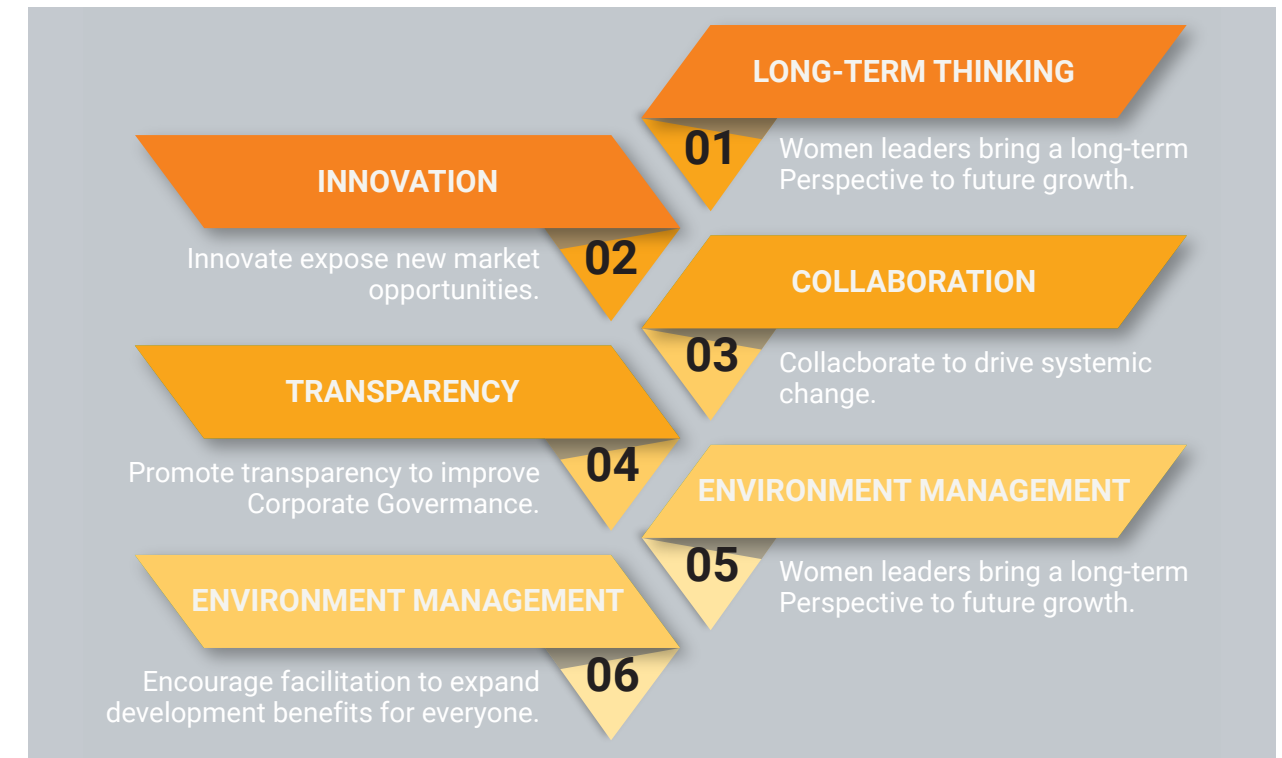 LONG-TERM THINKING
01
Women leaders bring a long-term
Perspective to future growth.
INNOVATION
02
Innovate expose new market
opportunities.
COLLABORATION
03
Collacborate to drive systemic
change.
TRANSPARENCY
04
Promote transparency to improve
Corporate Govermance.
ENVIRONMENT MANAGEMENT
05
Women leaders bring a long-term
Perspective to future growth.
ENVIRONMENT MANAGEMENT
06
Encourage facilitation to expand
development benefits for everyone.